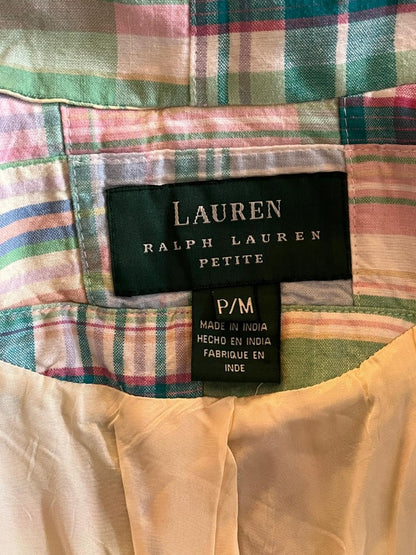 LAUREN
RALPH LAUREN
PETITE
P/M
MADE IN INDIA
HECHO EN INDIA
FABRIQUE EN
INDE